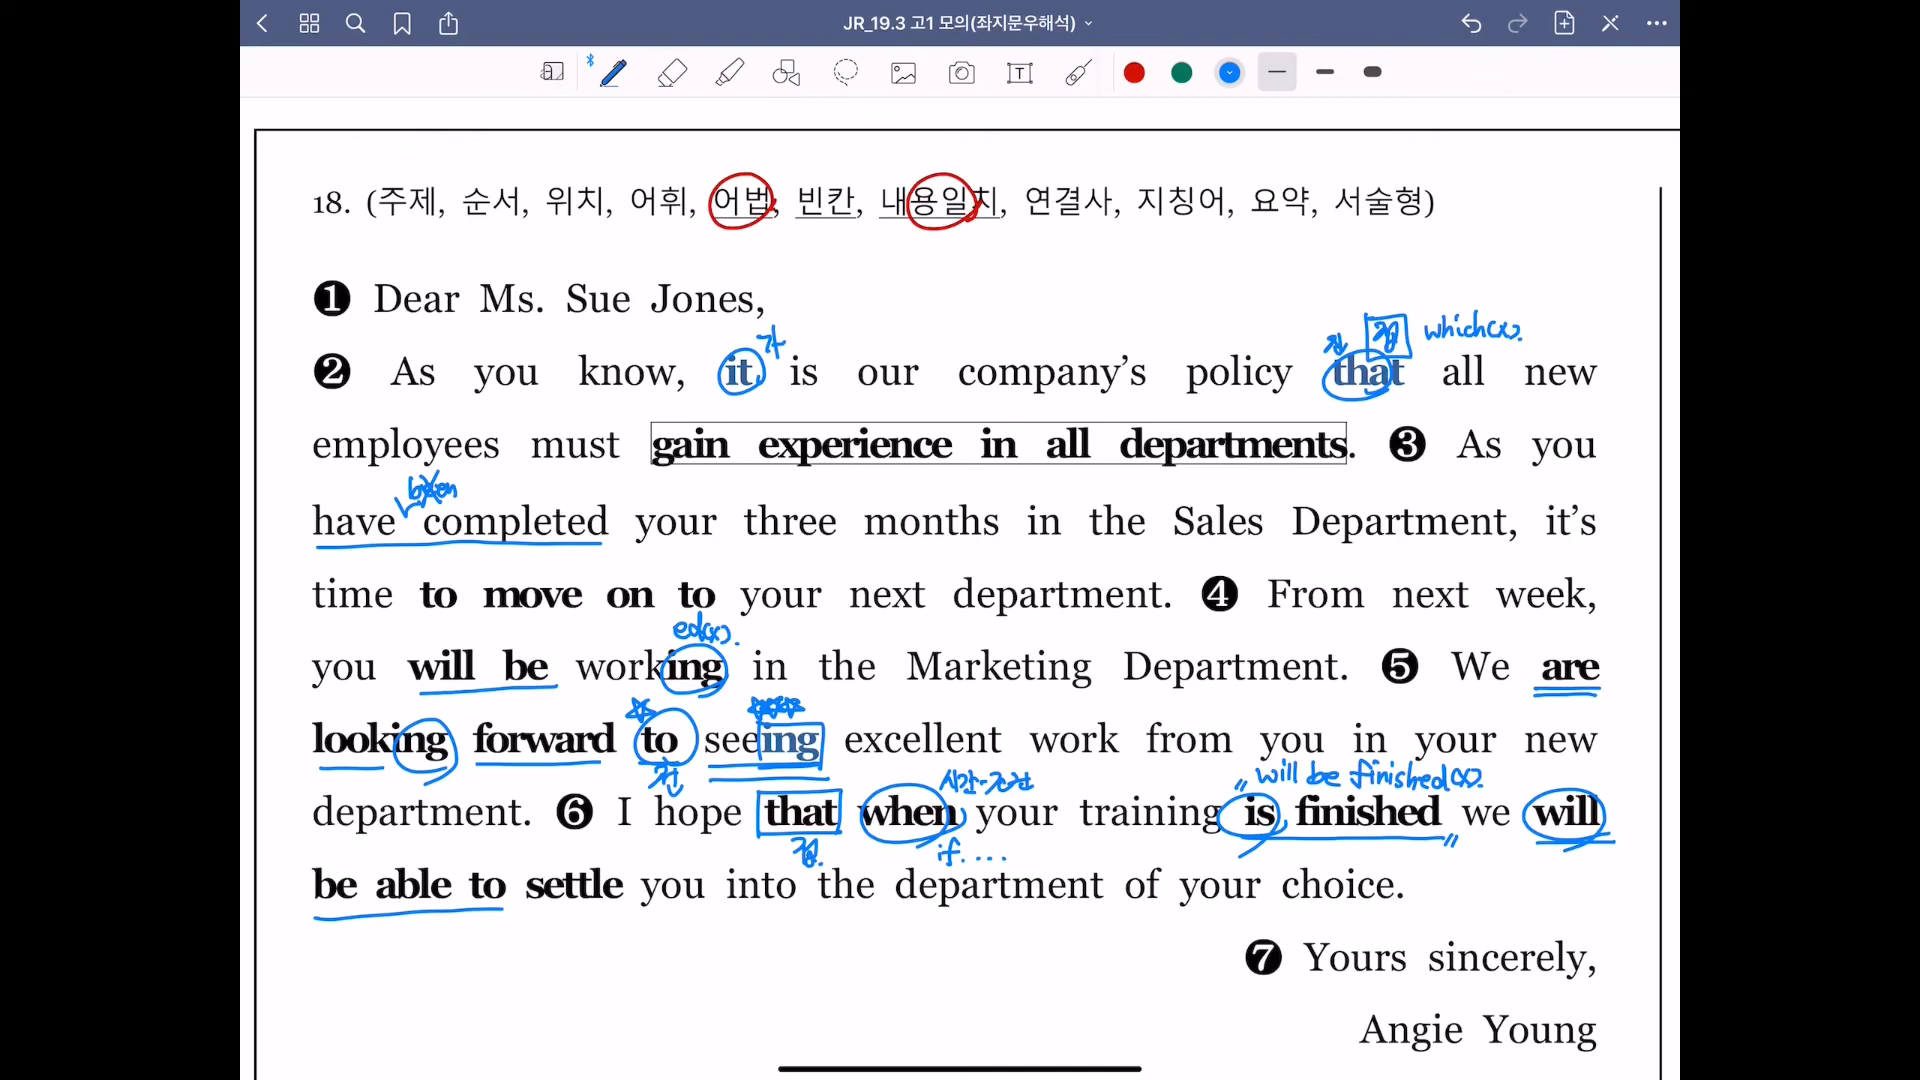 JR_19.3 고1 모의(좌지문우해석)
18. (주제, 순서, 위치, 어휘, 어법, 빈칸, 내용일치, 연결사, 지칭어, 요약, 서술형)
❶ Dear Ms. Sue Jones,
가 진 접 which(x).
❷ As you know, it is our company's policy that all new
employees must gain experience in all departments. ❸ As you
been
have completed your three months in the Sales Department, it's
time to move on to your next department. ❹ From next week,
ed(x).
you will be working in the Marketing Department. ❺ We are
looking forward to seeing excellent work from you in your new
전 시간·조건 "will be finished(x).
department. ❻ I hope that when your training is finished we will
접. if....
be able to settle you into the department of your choice.
❼ Yours sincerely,
Angie Young